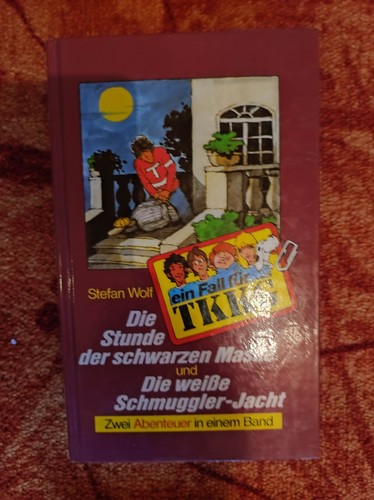 T
Stefan Wolf
ein Fall für
TKKG
Die
Stunde
der schwarzen Maske
und
Die weiße
Schmuggler-Jacht
Zwei Abenteuer in einem Band